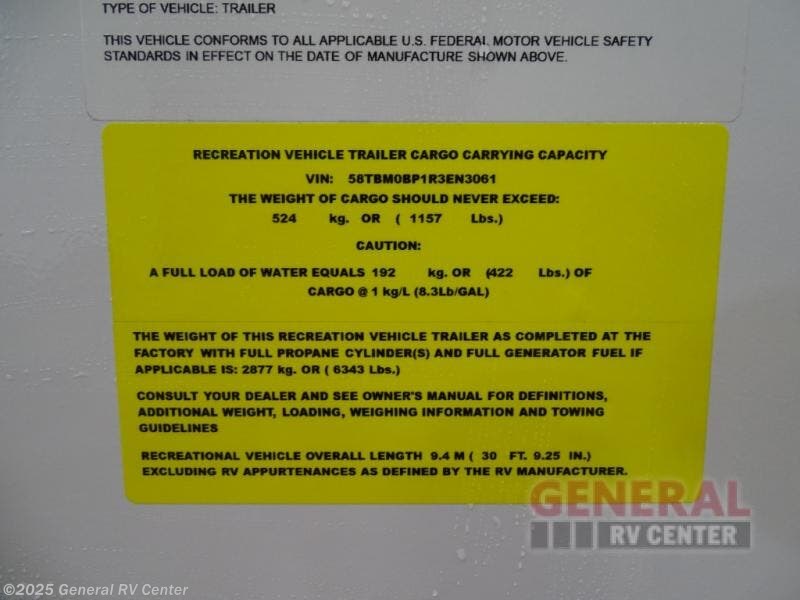 TYPE OF VEHICLE: TRAILER
THIS VEHICLE CONFORMS TO ALL APPLICABLE U.S. FEDERAL MOTOR VEHICLE SAFETY
STANDARDS IN EFFECT ON THE DATE OF MANUFACTURE SHOWN ABOVE.
RECREATION VEHICLE TRAILER CARGO CARRYING CAPACITY
VIN: 58TBM0BP1R3EN3061
THE WEIGHT OF CARGO SHOULD NEVER EXCEED:
524 kg. OR ( 1157 Lbs.)
CAUTION:
A FULL LOAD OF WATER EQUALS 192 kg. OR (422 Lbs.) OF
CARGO @ 1 kg/L (8.3Lb/GAL)
THE WEIGHT OF THIS RECREATION VEHICLE TRAILER AS COMPLETED AT THE
FACTORY WITH FULL PROPANE CYLINDER(S) AND FULL GENERATOR FUEL IF
APPLICABLE IS: 2877 kg. OR ( 6343 Lbs.)
CONSULT YOUR DEALER AND SEE OWNER'S MANUAL FOR DEFINITIONS,
ADDITIONAL WEIGHT, LOADING, WEIGHING INFORMATION AND TOWING
GUIDELINES
RECREATIONAL VEHICLE OVERALL LENGTH 9.4 M ( 30 FT. 9.25 IN.)
EXCLUDING RV APPURTENANCES AS DEFINED BY THE RV MANUFACTURER.
GENERAL
RV CENTER
©2025 General RV Center